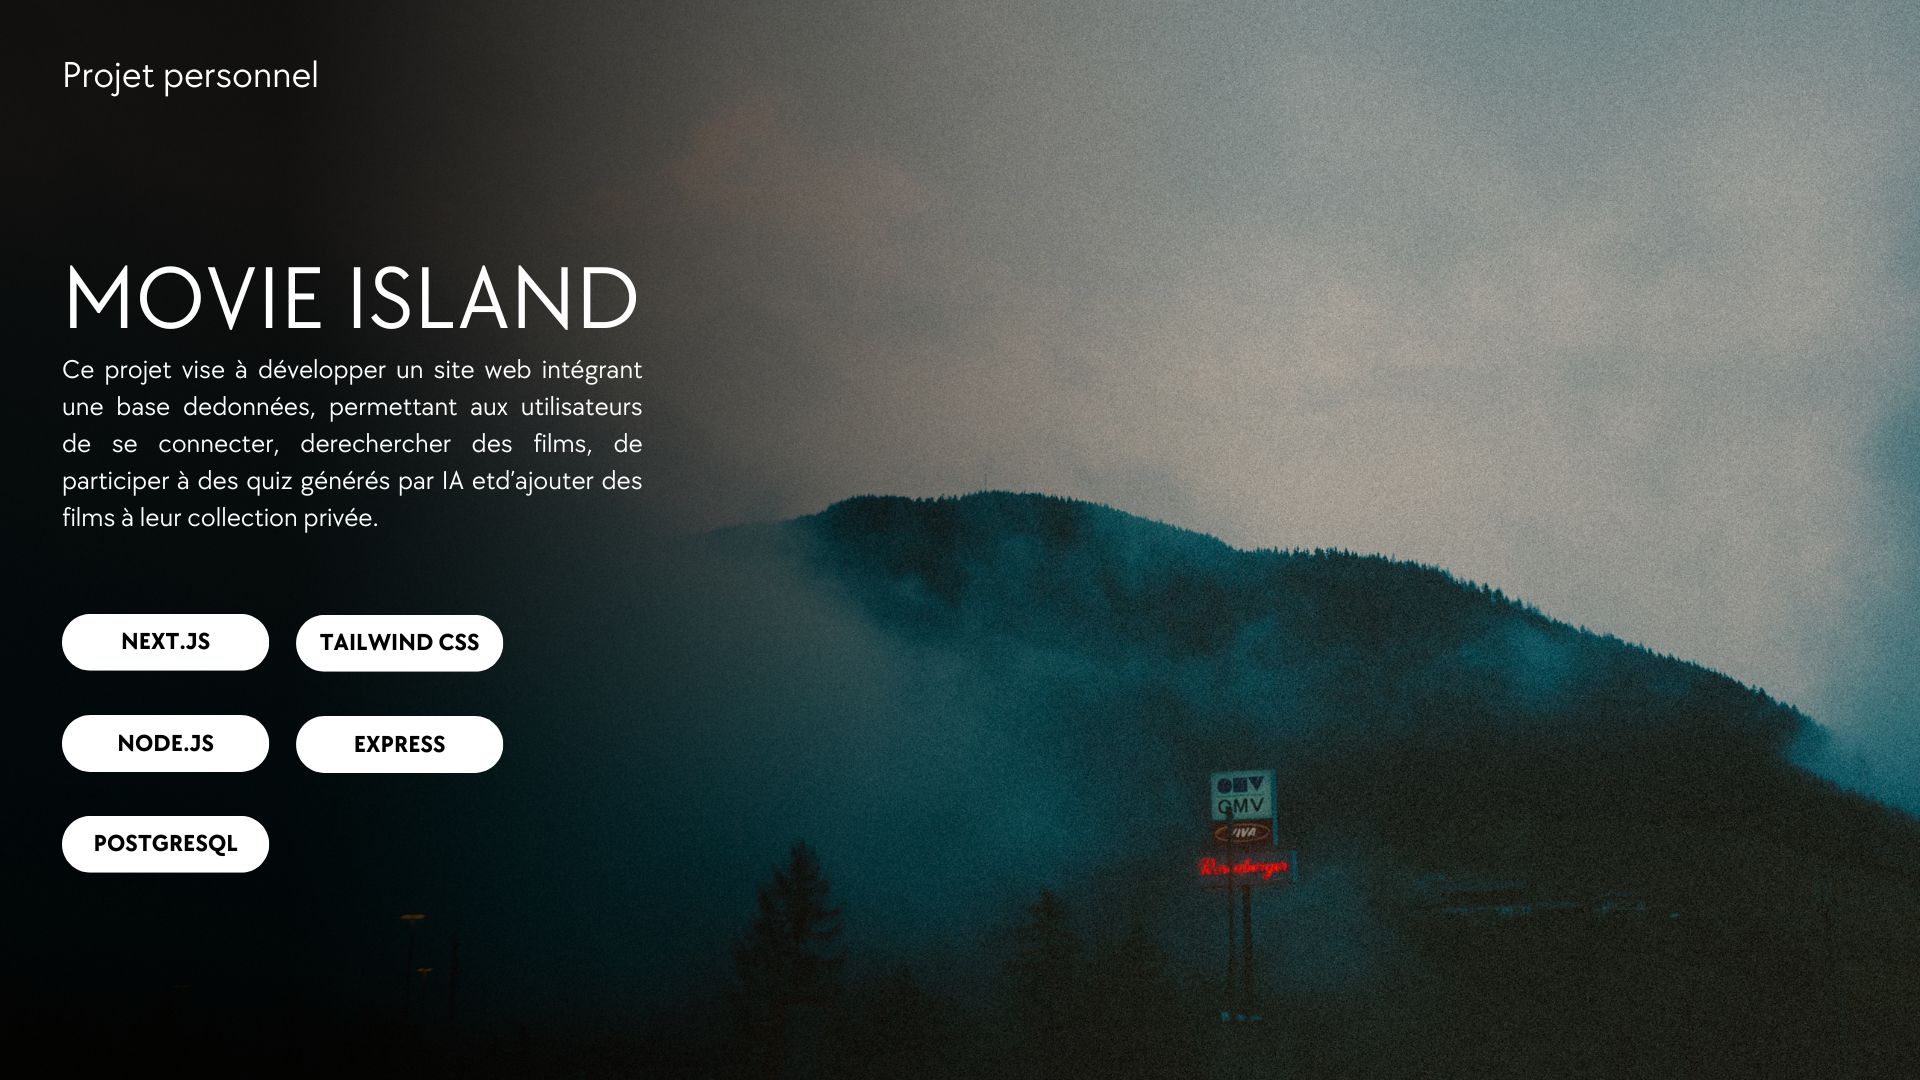 Projet personnel
MOVIE ISLAND
Ce projet vise à développer un site web intégrant
une base dedonnées, permettant aux utilisateurs
de se connecter, derechercher des films, de
participer à des quiz générés par IA etd'ajouter des
films à leur collection privée.
NEXT.JS TAILWIND CSS
NODE.JS EXPRESS
POSTGRESQL
OMV
VIVA